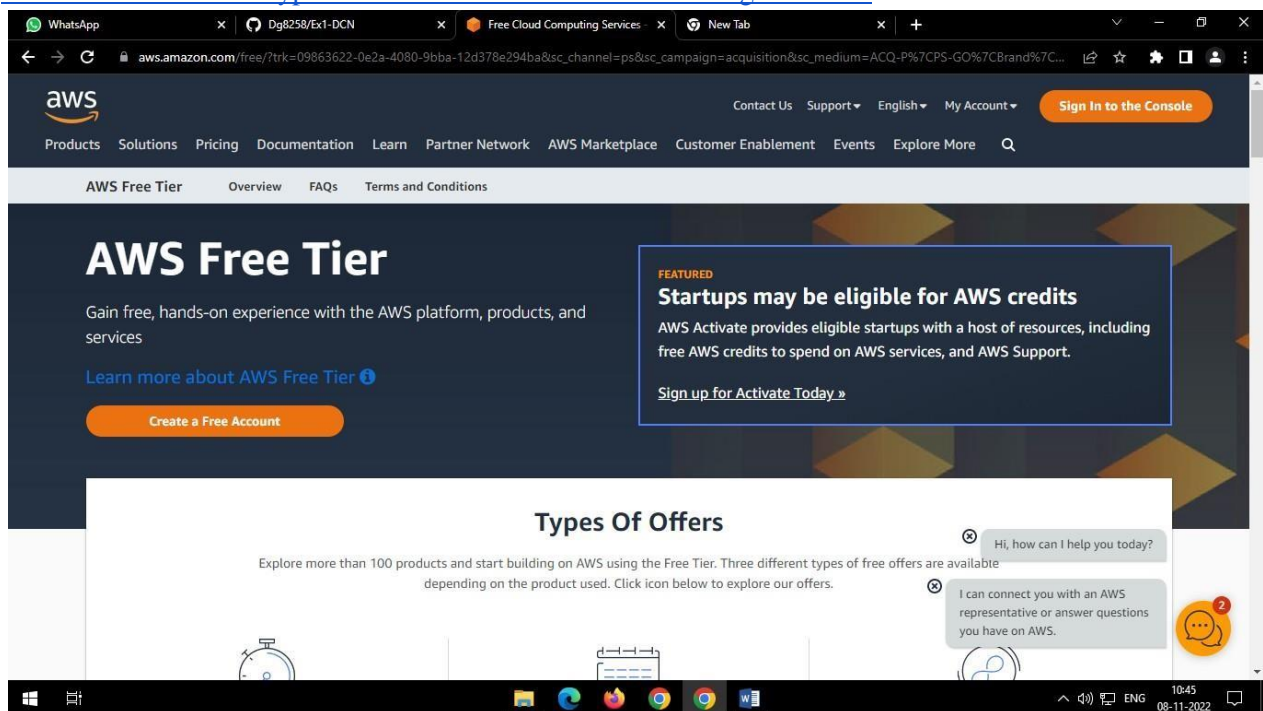 WhatsApp
Dg8258/Ex1-DCN
Free Cloud Computing Services -
New Tab
aws.amazon.com/free/?trk=09863622-0e2a-4080-9bba-12d378e294ba&sc_channel=ps&sc_campaign=acquisition&sc_medium=ACQ-P%7CPS-GO%7CBrand%7C...
aws
Contact Us Support English My Account Sign In to the Console
Products Solutions Pricing Documentation Learn Partner Network AWS Marketplace Customer Enablement Events Explore More
AWS Free Tier Overview FAQs Terms and Conditions
AWS Free Tier
Gain free, hands-on experience with the AWS platform, products, and
services
Learn more about AWS Free Tier
Create a Free Account
FEATURED
Startups may be eligible for AWS credits
AWS Activate provides eligible startups with a host of resources, including
free AWS credits to spend on AWS services, and AWS Support.
Sign up for Activate Today »
Types Of Offers
Explore more than 100 products and start building on AWS using the Free Tier. Three different types of free offers are available
depending on the product used. Click icon below to explore our offers.
Hi, how can I help you today?
I can connect you with an AWS
representative or answer questions
you have on AWS.
2
ENG
10:45
08-11-2022